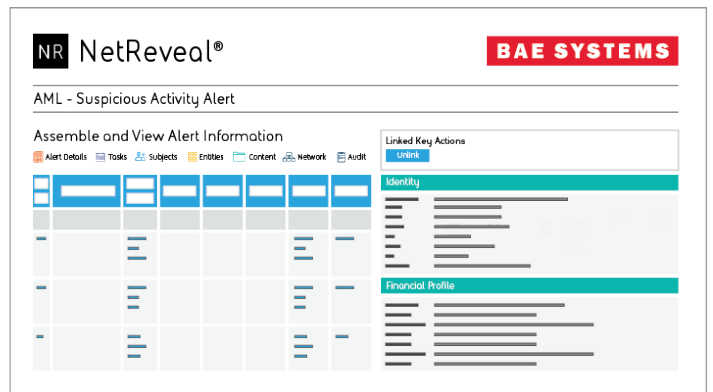 NR NetReveal®
BAE SYSTEMS
AML - Suspicious Activity Alert
Assemble and View Alert Information
Alert Details Tasks Subjects Entities Content Network Audit
Linked Key Actions
Unlink
Identity
Financial Profile